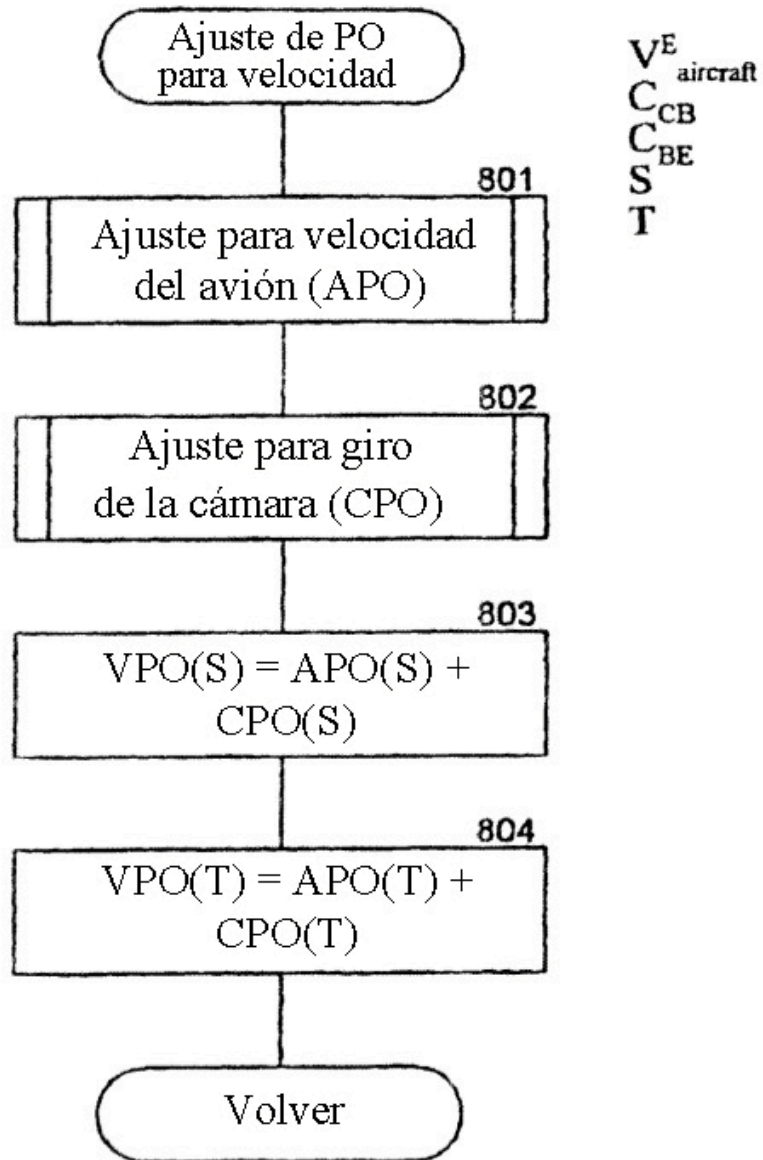 Ajuste de PO
para velocidad
V^E aircraft
C_CB
C_BE
S
T
801
Ajuste para velocidad
del avión (APO)
802
Ajuste para giro
de la cámara (CPO)
803
VPO(S) = APO(S) +
CPO(S)
804
VPO(T) = APO(T) +
CPO(T)
Volver